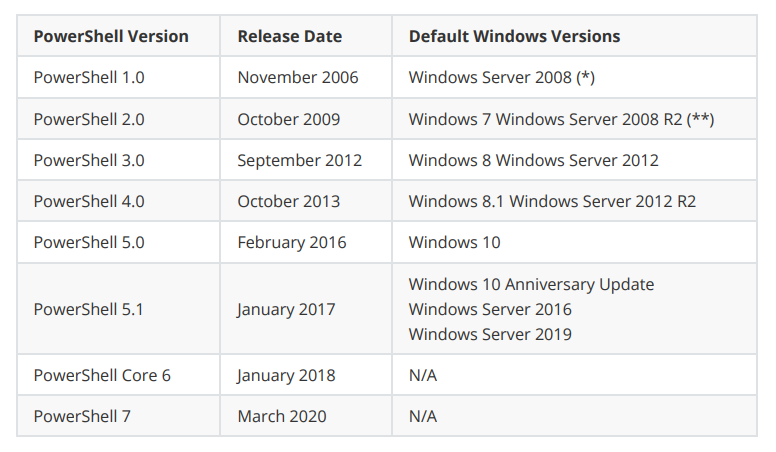 PowerShell Version Release Date Default Windows Versions
PowerShell 1.0 November 2006 Windows Server 2008 (*)
PowerShell 2.0 October 2009 Windows 7 Windows Server 2008 R2 (**)
PowerShell 3.0 September 2012 Windows 8 Windows Server 2012
PowerShell 4.0 October 2013 Windows 8.1 Windows Server 2012 R2
PowerShell 5.0 February 2016 Windows 10
Windows 10 Anniversary Update
PowerShell 5.1 January 2017 Windows Server 2016
Windows Server 2019
PowerShell Core 6 January 2018 N/A
PowerShell 7 March 2020 N/A